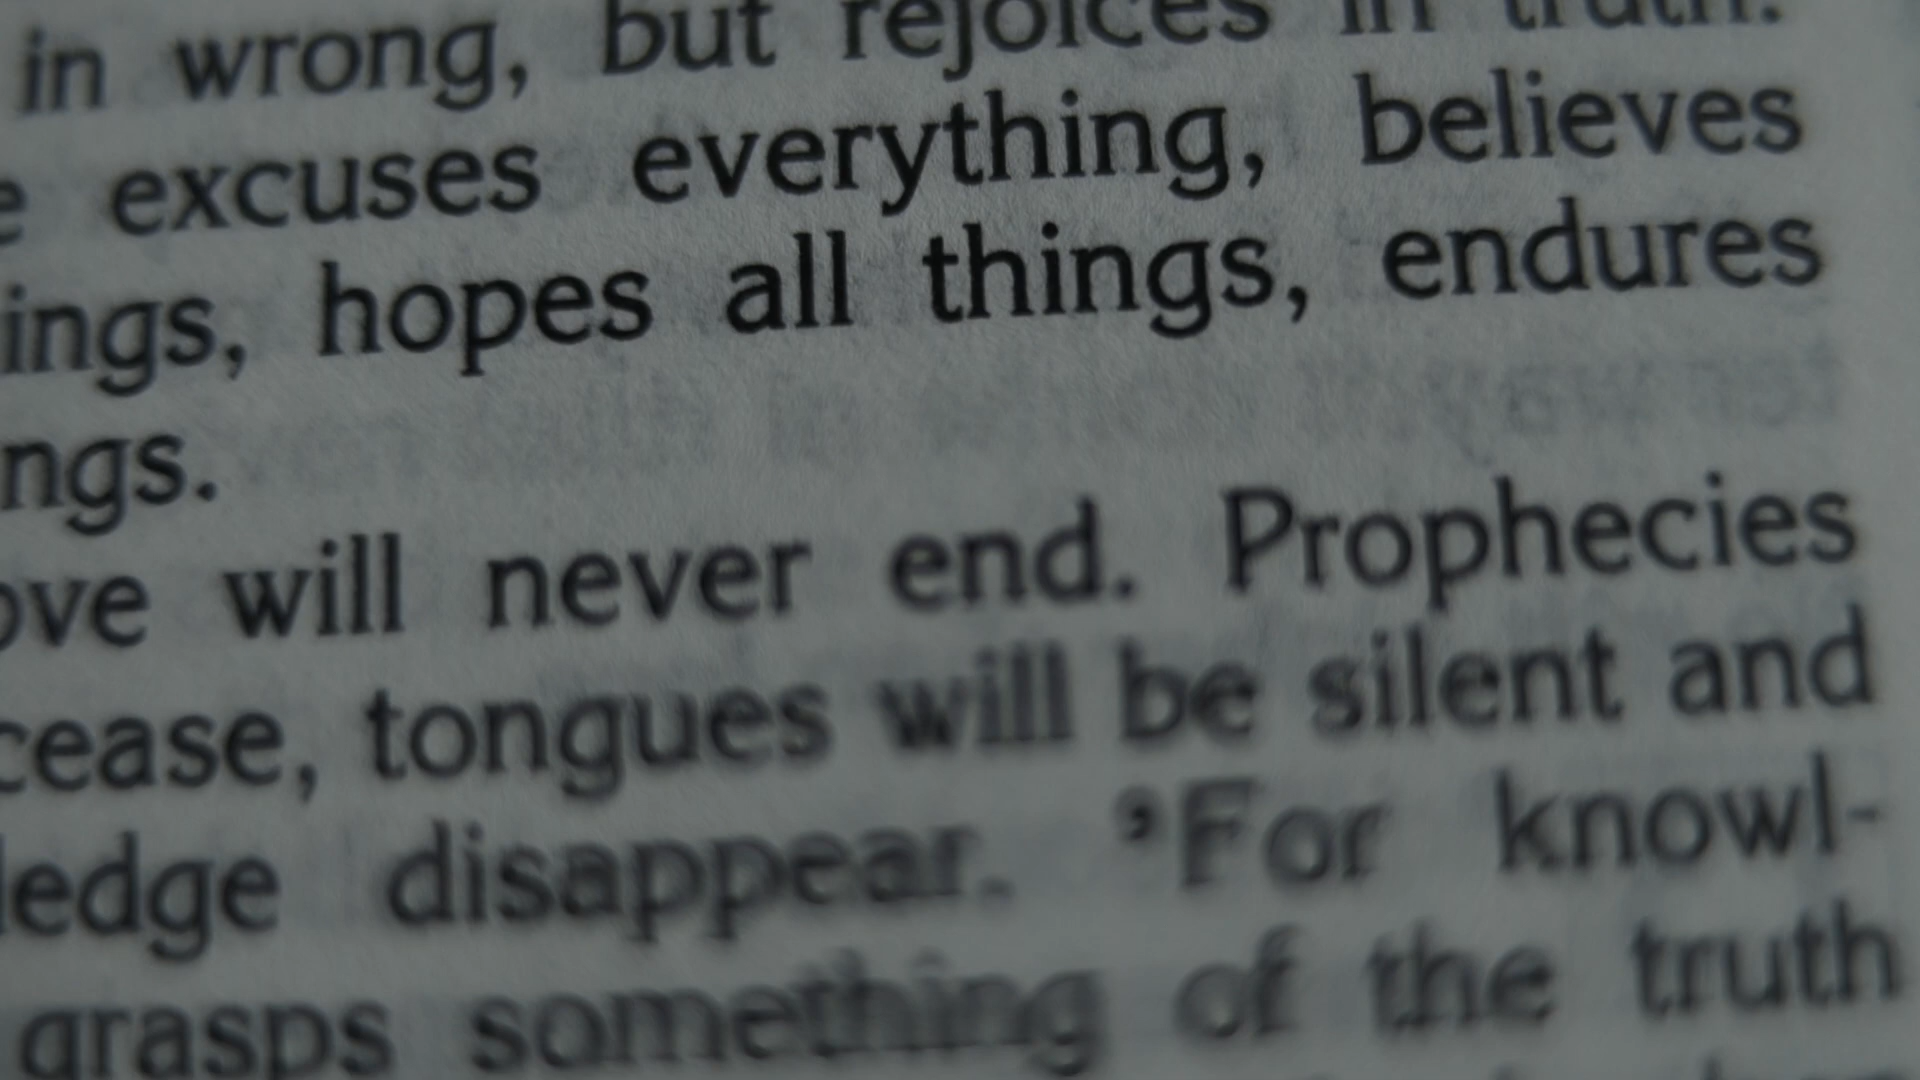 in wrong, but rejoices in truth.
e excuses everything, believes
ings, hopes all things, endures
ngs.
ove will never end. Prophecies
cease, tongues will be silent and
ledge disappear. ⁹For knowl-
grasps something of the truth